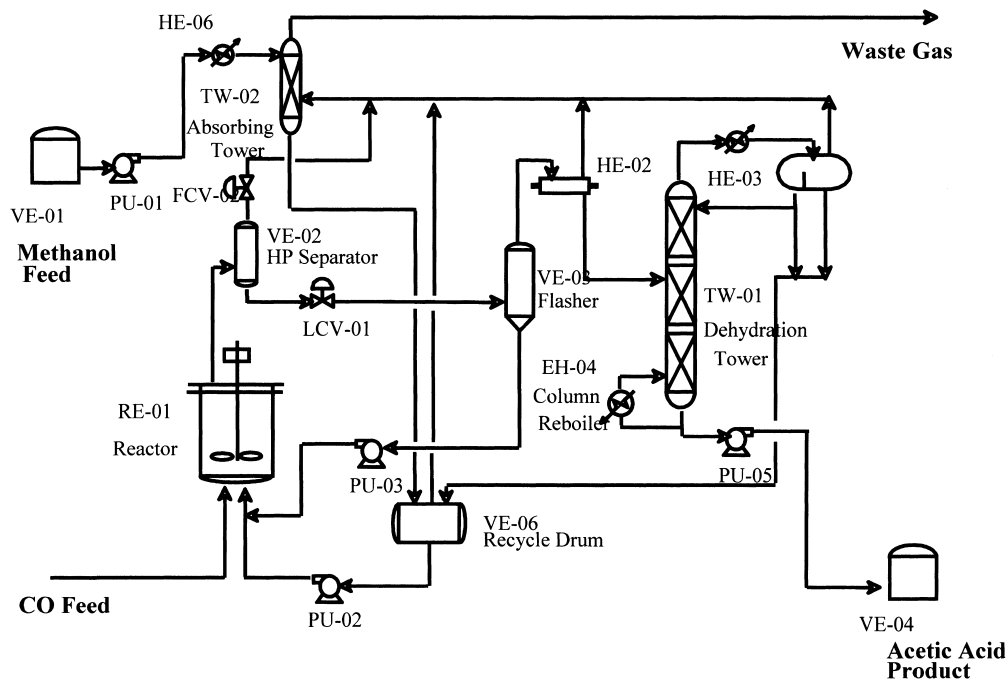 HE-06
Waste Gas
TW-02
Absorbing
Tower
HE-02
HE-03
VE-01
PU-01
FCV-02
Methanol
Feed
VE-02
HP Separator
VE-03
Flasher
TW-01
LCV-01
Dehydration
Tower
EH-04
Column
Reboiler
RE-01
Reactor
PU-03
PU-05
VE-06
Recycle Drum
CO Feed
PU-02
VE-04
Acetic Acid
Product